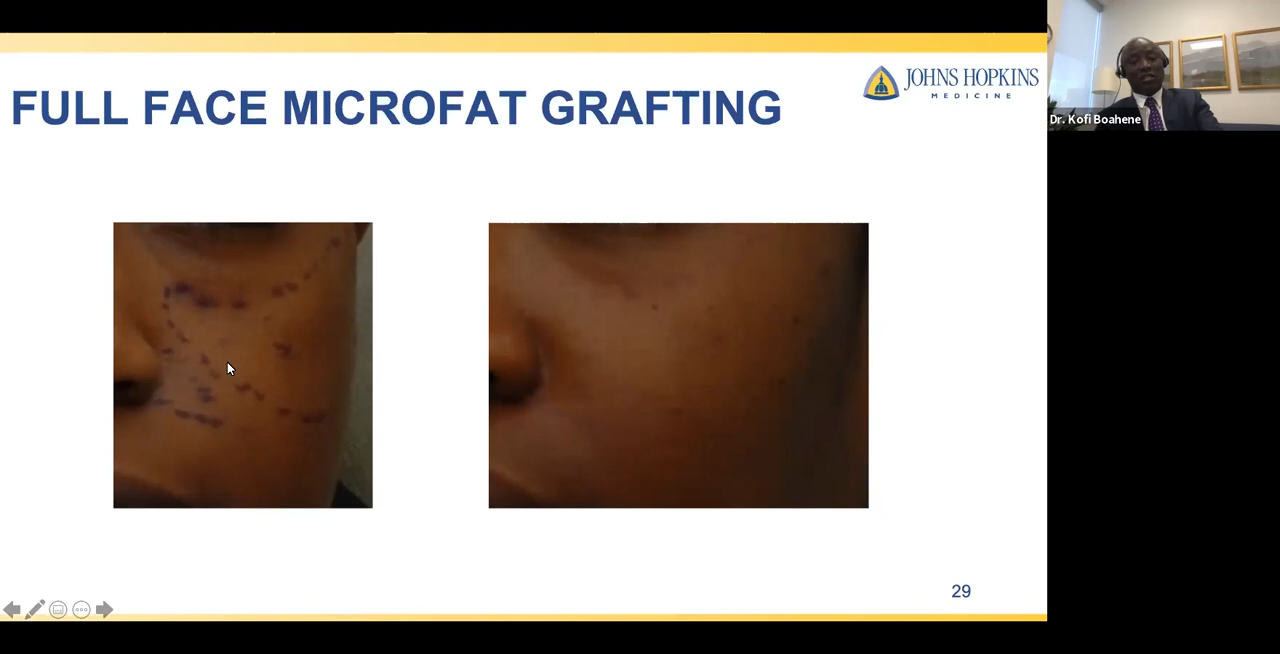 FULL FACE MICROFAT GRAFTING
JOHNS HOPKINS
MEDICINE
Dr. Kofi Boahene
29